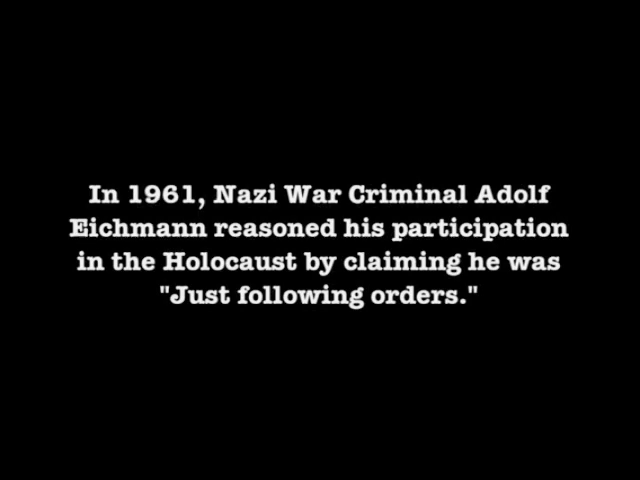 In 1961, Nazi War Criminal Adolf
Eichmann reasoned his participation
in the Holocaust by claiming he was
"Just following orders."